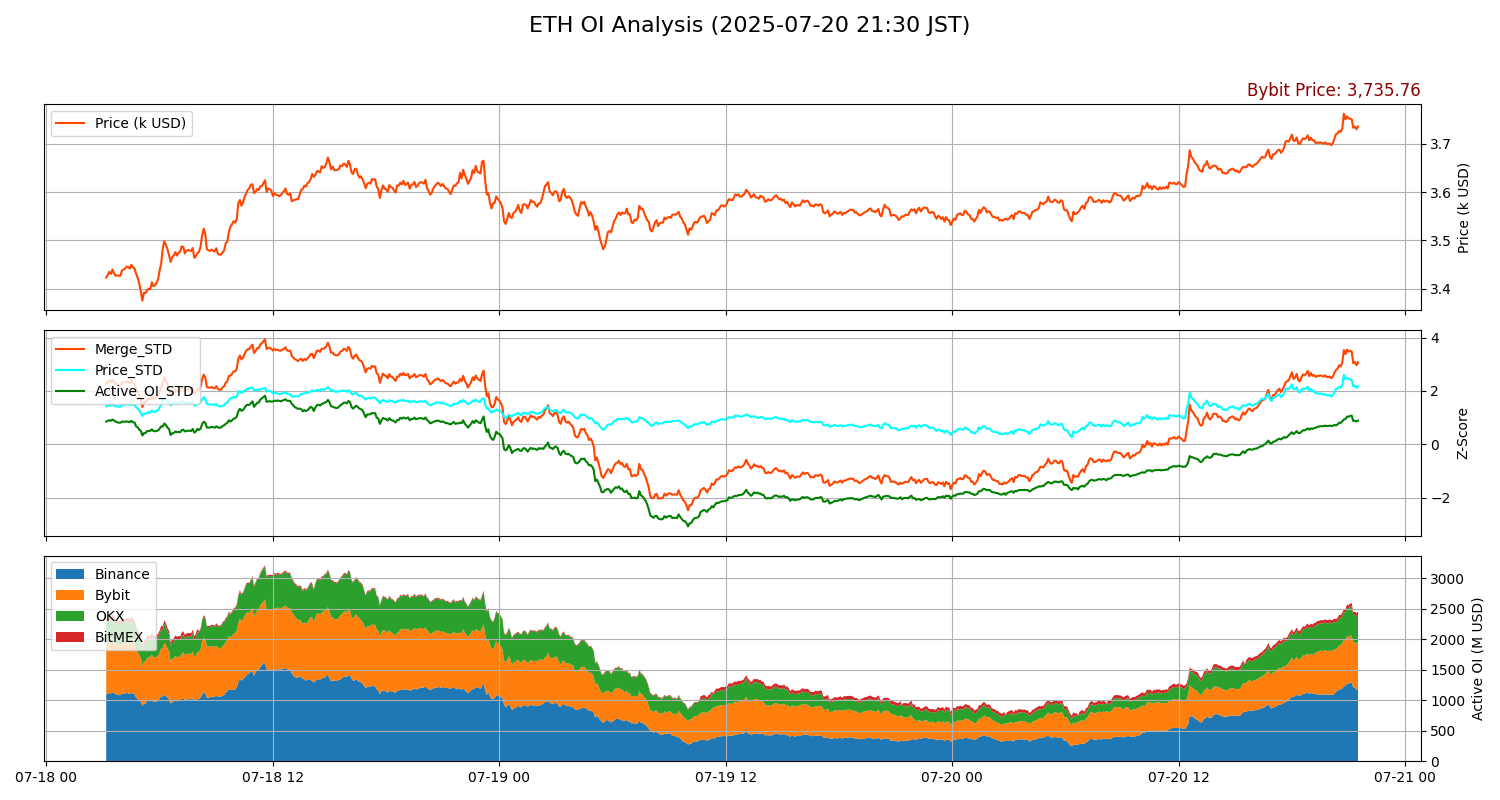 ETH OI Analysis (2025-07-20 21:30 JST)
Bybit Price: 3,735.76
Price (k USD)
3.7
3.6
3.5
3.4
Price (k USD)
Merge_STD
Price_STD
Active_OI_STD
4
2
0
−2
Z-Score
Binance
Bybit
OKX
BitMEX
3000
2500
2000
1500
1000
500
0
Active OI (M USD)
07-18 00
07-18 12
07-19 00
07-19 12
07-20 00
07-20 12
07-21 00